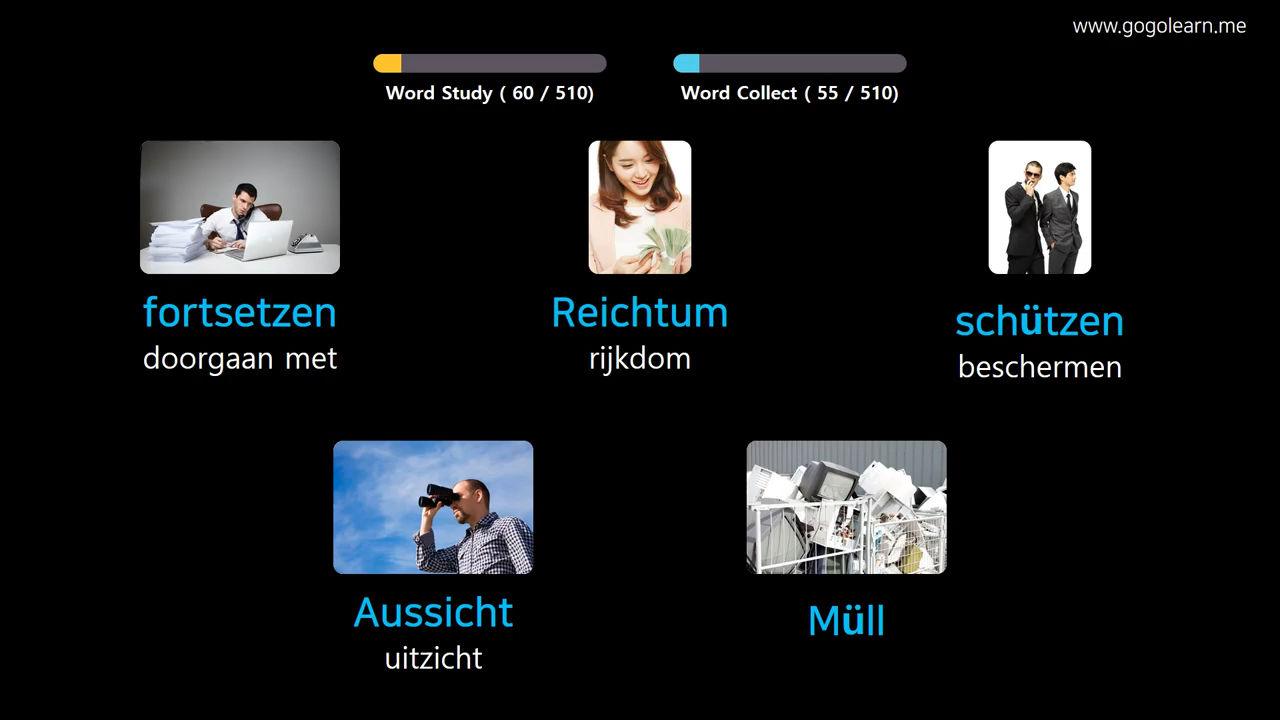 www.gogolearn.me
Word Study ( 60 / 510)
Word Collect ( 55 / 510)
fortsetzen
doorgaan met
Reichtum
rijkdom
schützen
beschermen
Aussicht
uitzicht
Müll